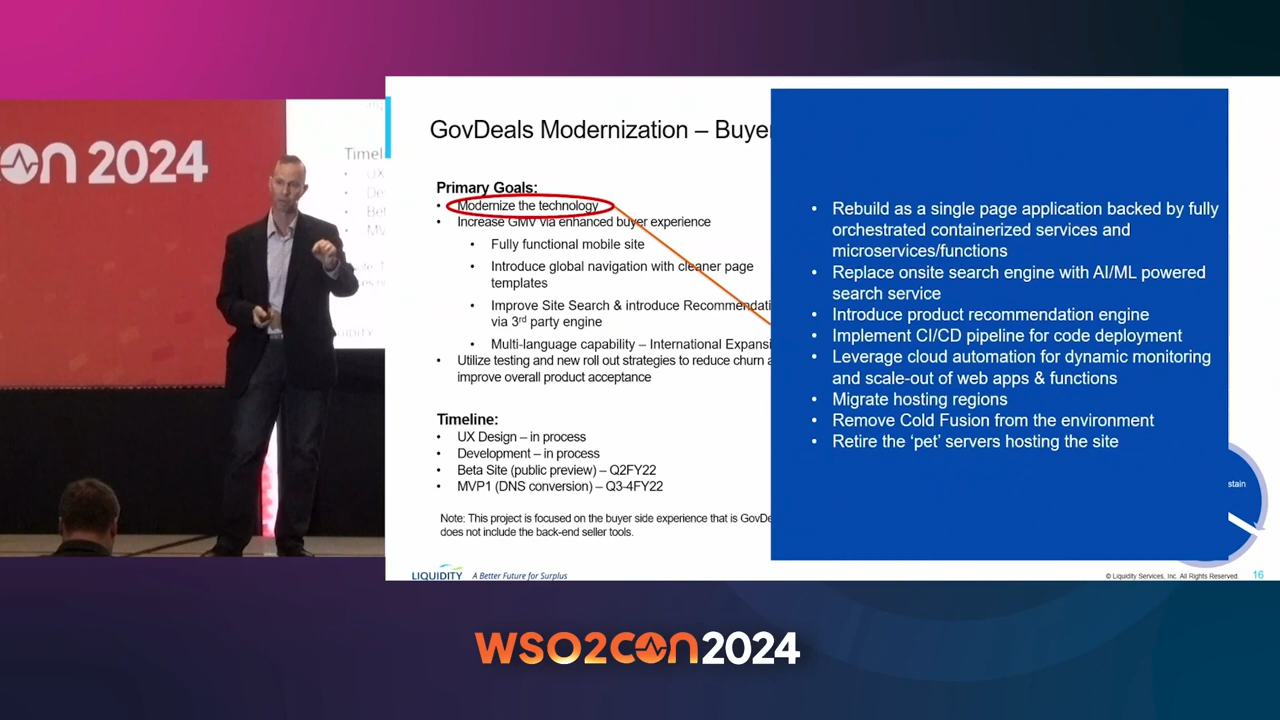 CON 2024
Timel
UX
De
Bet
MV
GovDeals Modernization – Buyer
Primary Goals:
• Modernize the technology
• Increase GMV via enhanced buyer experience
• Fully functional mobile site
• Introduce global navigation with cleaner page
templates
• Improve Site Search & introduce Recommendati
via 3rd party engine
• Multi-language capability – International Expansi
• Utilize testing and new roll out strategies to reduce churn a
improve overall product acceptance
Timeline:
• UX Design – in process
• Development – in process
• Beta Site (public preview) – Q2FY22
• MVP1 (DNS conversion) – Q3-4FY22
Note: This project is focused on the buyer side experience that is GovDe
does not include the back-end seller tools.
• Rebuild as a single page application backed by fully
orchestrated containerized services and
microservices/functions
• Replace onsite search engine with AI/ML powered
search service
• Introduce product recommendation engine
• Implement CI/CD pipeline for code deployment
• Leverage cloud automation for dynamic monitoring
and scale-out of web apps & functions
• Migrate hosting regions
• Remove Cold Fusion from the environment
• Retire the ‘pet’ servers hosting the site
stain
LIQUIDITY A Better Future for Surplus
© Liquidity Services, Inc. All Rights Reserved. 16
WSO2CON2024